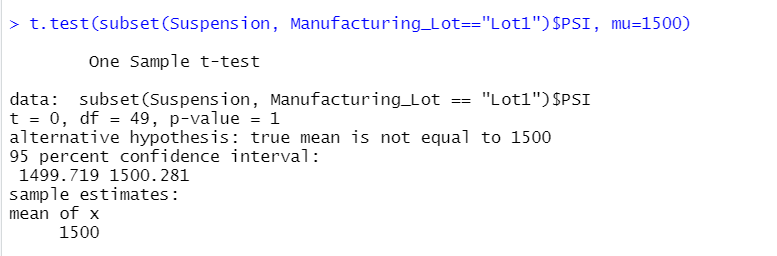 > t.test(subset(Suspension, Manufacturing_Lot=="Lot1")$PSI, mu=1500)
One Sample t-test
data:  subset(Suspension, Manufacturing_Lot == "Lot1")$PSI
t = 0, df = 49, p-value = 1
alternative hypothesis: true mean is not equal to 1500
95 percent confidence interval:
1499.719 1500.281
sample estimates:
mean of x
1500